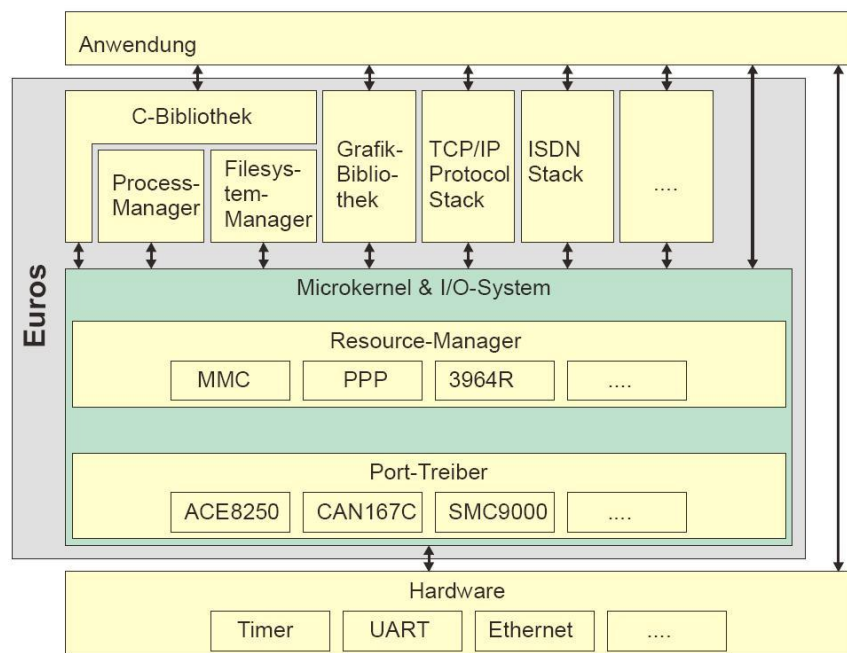 Anwendung
Euros
C-Bibliothek
Process-
Manager
Filesys-
tem-
Manager
Grafik-
Biblio-
thek
TCP/IP
Protocol
Stack
ISDN
Stack
....
Microkernel & I/O-System
Resource-Manager
MMC
PPP
3964R
....
Port-Treiber
ACE8250
CAN167C
SMC9000
....
Hardware
Timer
UART
Ethernet
....